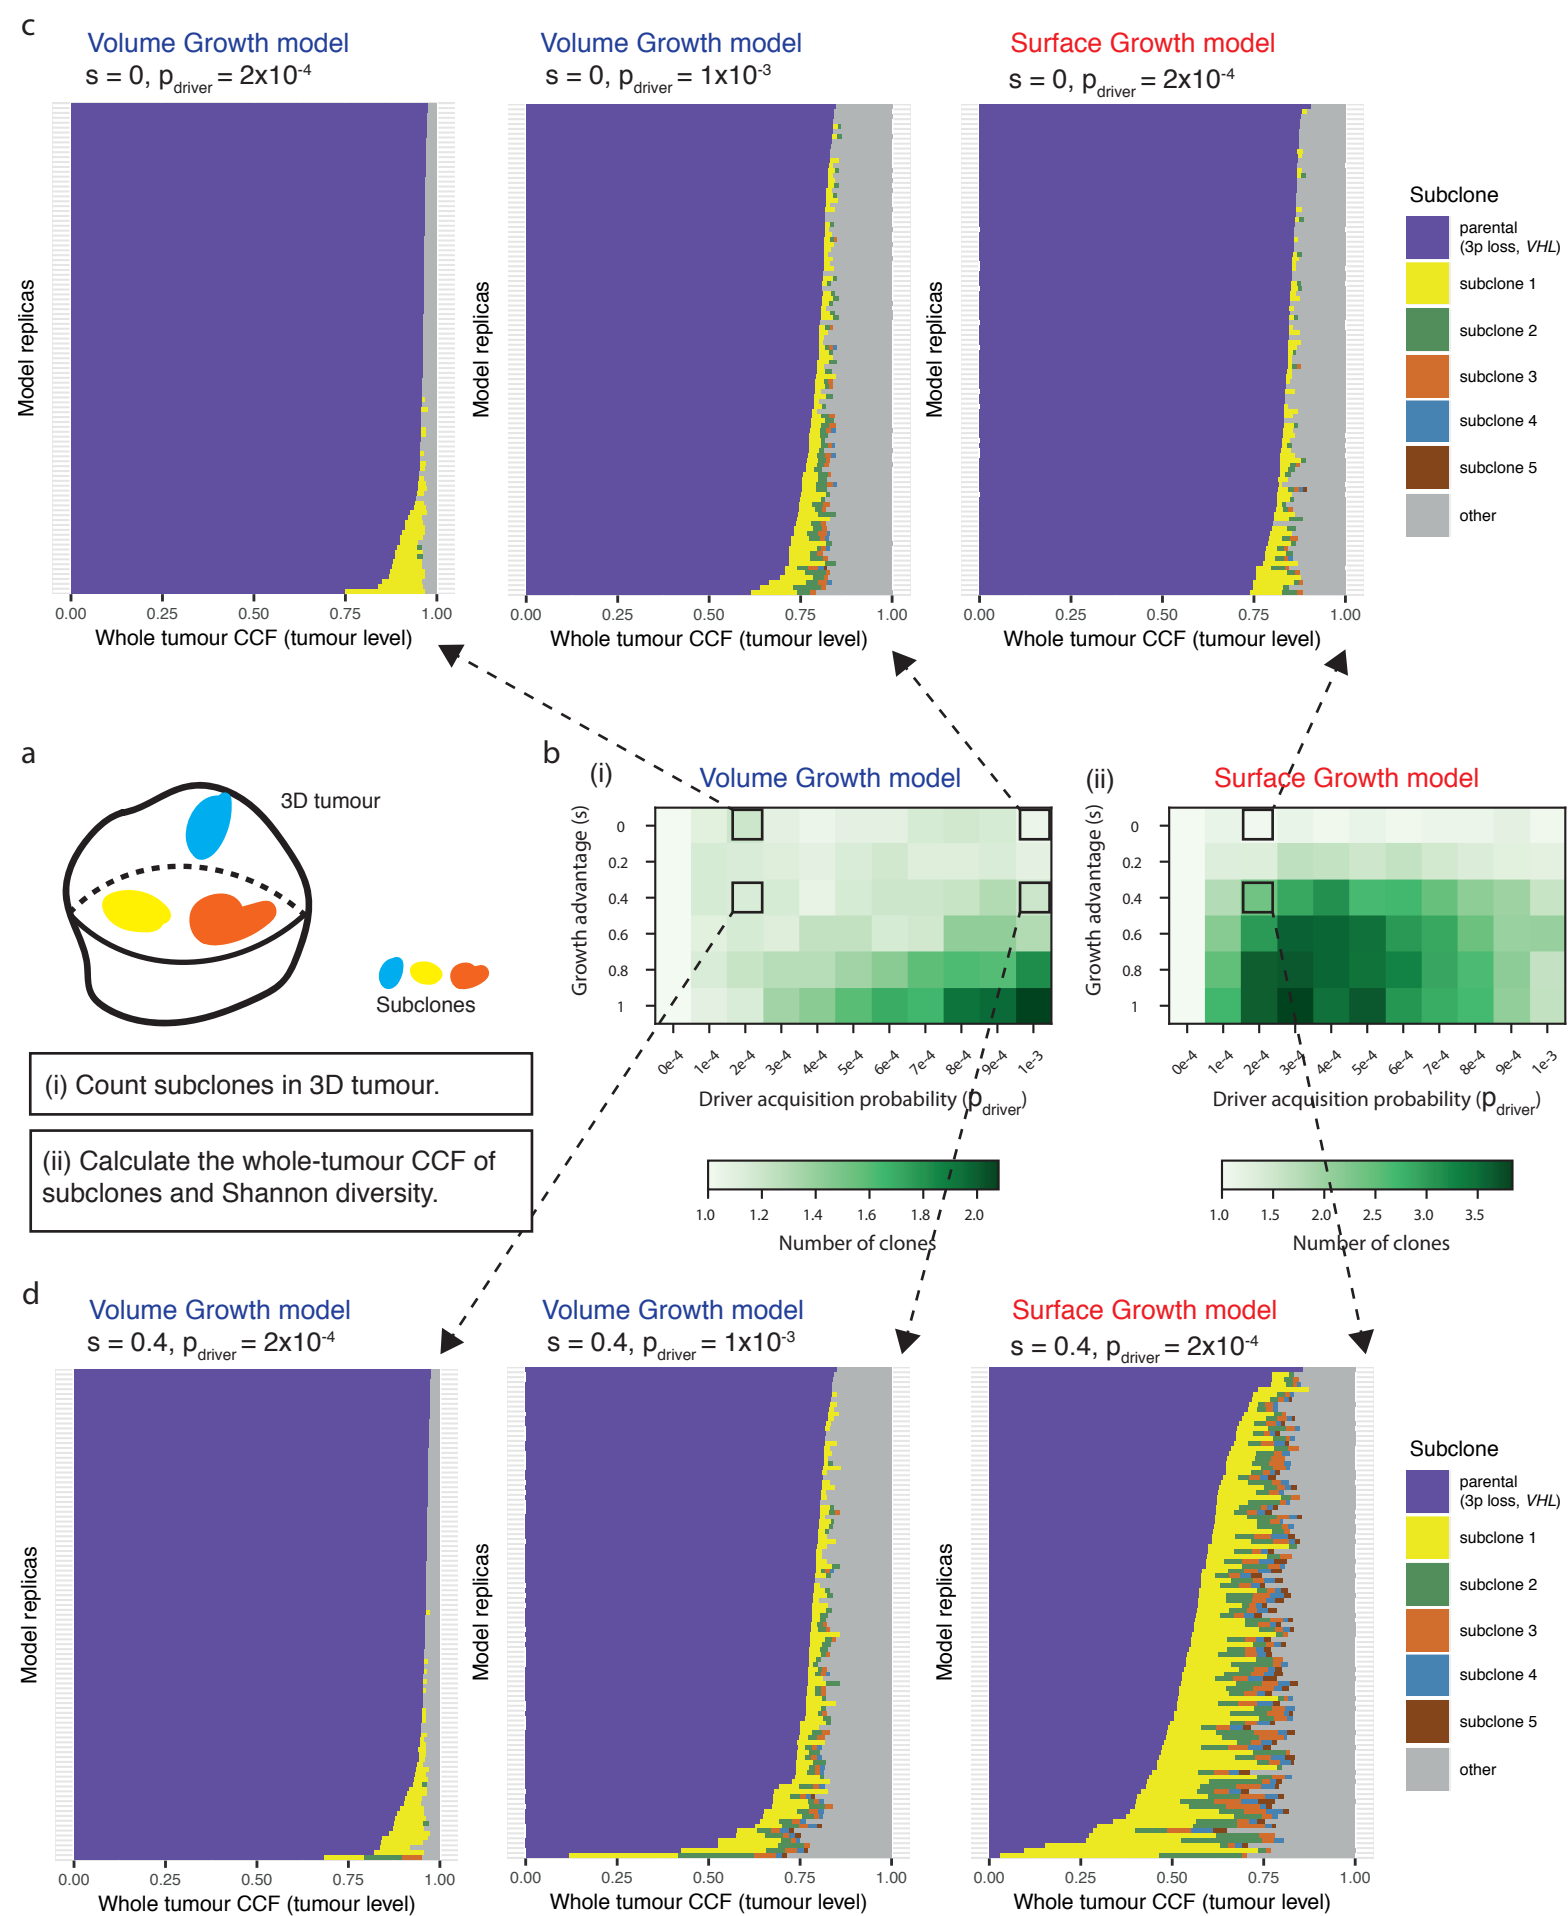 c
Volume Growth model
s = 0, p_driver = 2x10^-4
Model replicas
0.00 0.25 0.50 0.75 1.00
Whole tumour CCF (tumour level)
Volume Growth model
s = 0, p_driver = 1x10^-3
Model replicas
0.00 0.25 0.50 0.75 1.00
Whole tumour CCF (tumour level)
Surface Growth model
s = 0, p_driver = 2x10^-4
Model replicas
0.00 0.25 0.50 0.75 1.00
Whole tumour CCF (tumour level)
Subclone
parental
(3p loss, VHL)
subclone 1
subclone 2
subclone 3
subclone 4
subclone 5
other
a
3D tumour
Subclones
(i) Count subclones in 3D tumour.
(ii) Calculate the whole-tumour CCF of
subclones and Shannon diversity.
b
(i)
Volume Growth model
Growth advantage (s)
0
0.2
0.4
0.6
0.8
1
0e-4 1e-4 2e-4 3e-4 4e-4 5e-4 6e-4 7e-4 8e-4 9e-4 1e-3
Driver acquisition probability (p_driver)
1.0 1.2 1.4 1.6 1.8 2.0
Number of clones
(ii)
Surface Growth model
Growth advantage (s)
0
0.2
0.4
0.6
0.8
1
0e-4 1e-4 2e-4 3e-4 4e-4 5e-4 6e-4 7e-4 8e-4 9e-4 1e-3
Driver acquisition probability (p_driver)
1.0 1.5 2.0 2.5 3.0 3.5
Number of clones
d
Volume Growth model
s = 0.4, p_driver = 2x10^-4
Model replicas
0.00 0.25 0.50 0.75 1.00
Whole tumour CCF (tumour level)
Volume Growth model
s = 0.4, p_driver = 1x10^-3
Model replicas
0.00 0.25 0.50 0.75 1.00
Whole tumour CCF (tumour level)
Surface Growth model
s = 0.4, p_driver = 2x10^-4
Model replicas
0.00 0.25 0.50 0.75 1.00
Whole tumour CCF (tumour level)
Subclone
parental
(3p loss, VHL)
subclone 1
subclone 2
subclone 3
subclone 4
subclone 5
other